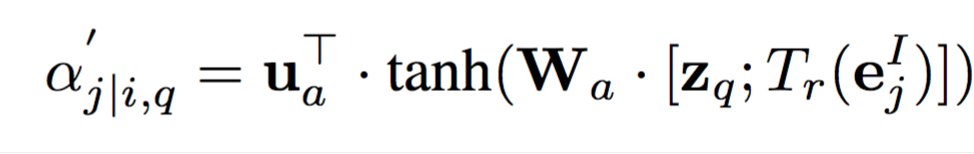 α′_{j|i,q} = u_a^⊤ · tanh(W_a · [z_q; T_r(e_j^I)])